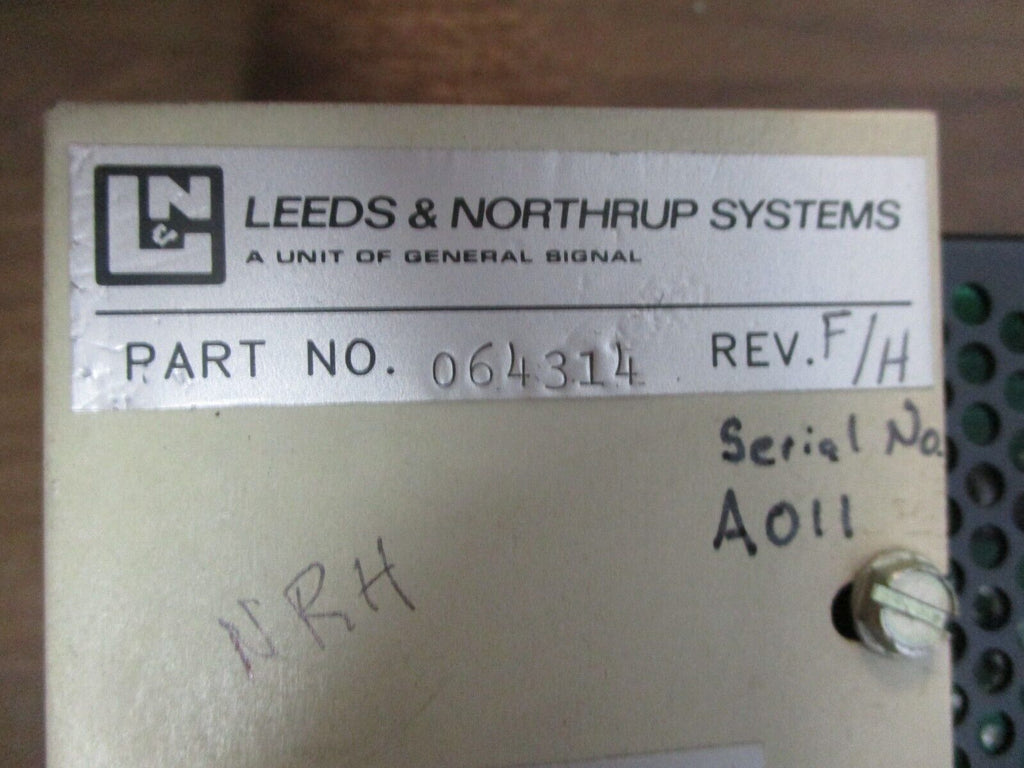 L&N LEEDS & NORTHRUP SYSTEMS
A UNIT OF GENERAL SIGNAL
PART NO. 064314 REV. F/H
Serial No.
A011
NRH